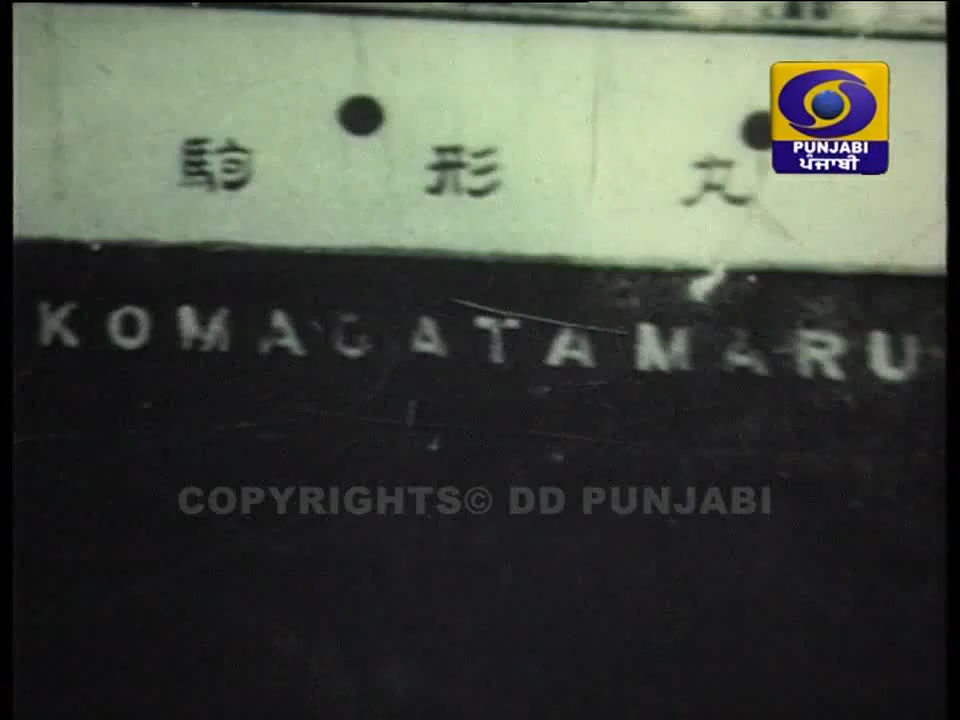 駒形丸
PUNJABI
ਪੰਜਾਬੀ
KOMAGATAMARU
COPYRIGHTS© DD PUNJABI